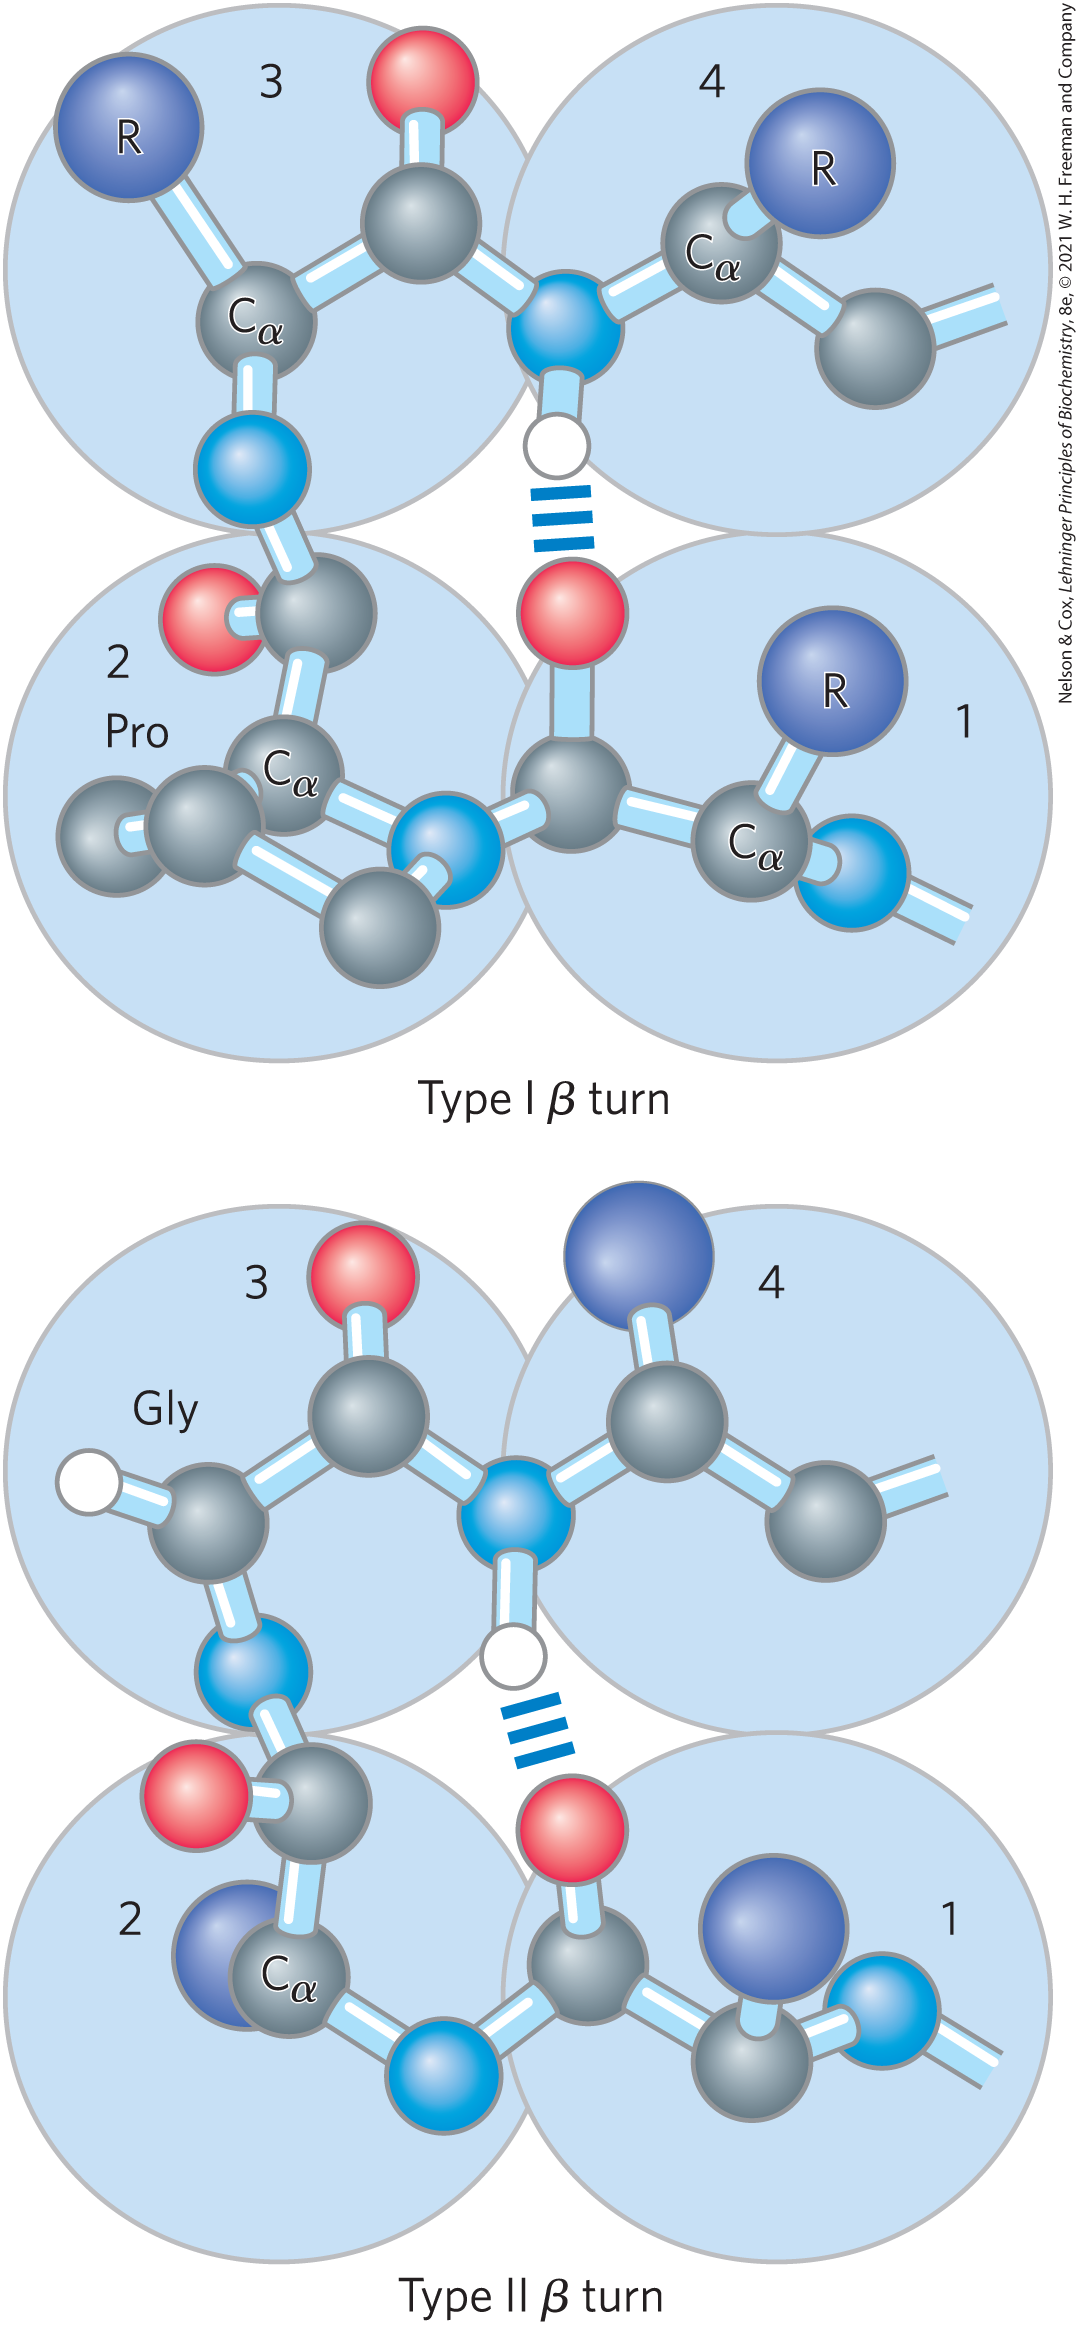 3
4
R
R
Cα
Cα
2
Pro
R
1
Cα
Cα
Type I β turn
3
4
Gly
2
1
Cα
Type II β turn
Nelson & Cox, Lehninger Principles of Biochemistry, 8e, © 2021 W. H. Freeman and Company